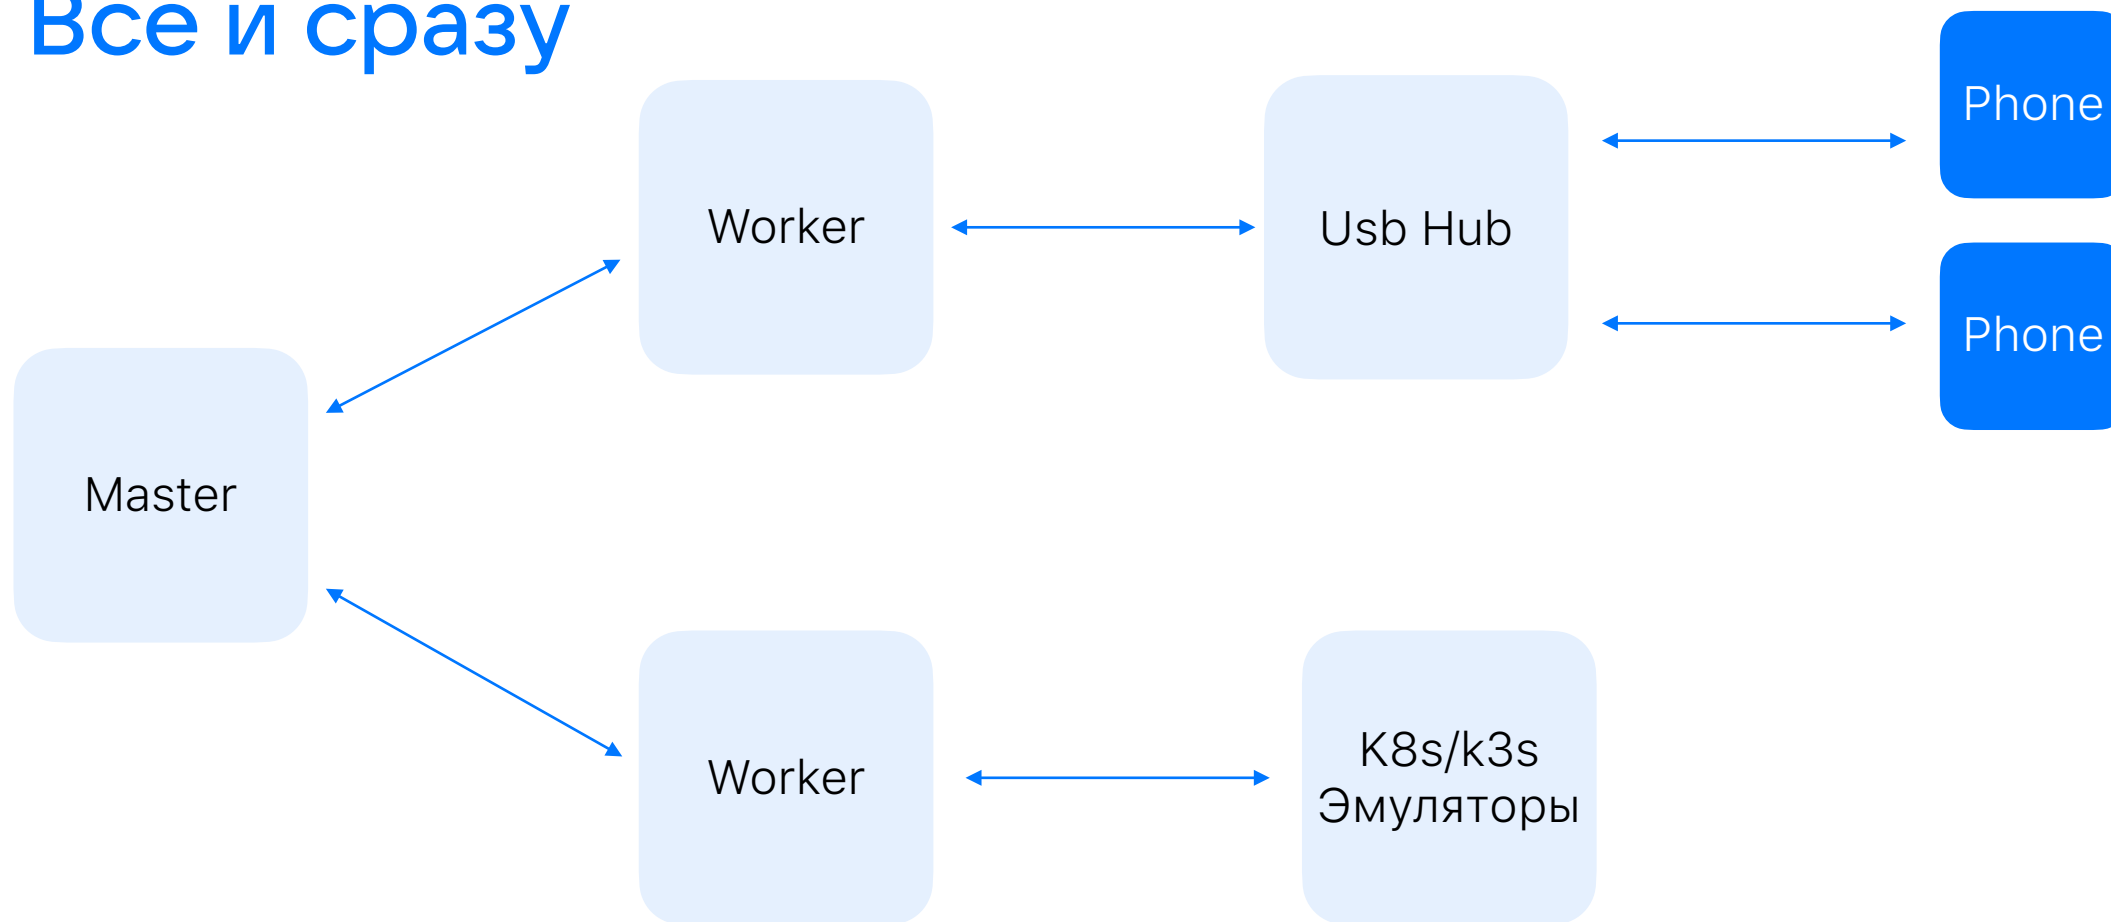 Все и сразу
Phone
Worker
Usb Hub
Phone
Master
Worker
K8s/k3s
Эмуляторы